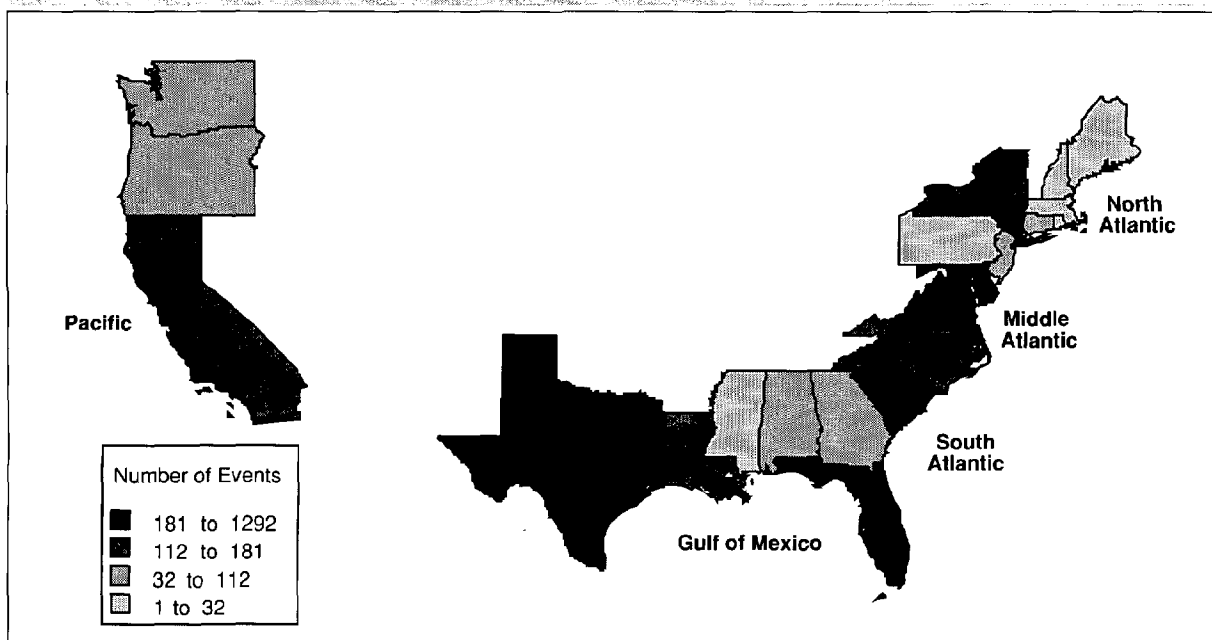 North
Atlantic
Pacific
Middle
Atlantic
South
Atlantic
Gulf of Mexico
Number of Events
181 to 1292
112 to 181
32 to 112
1 to 32